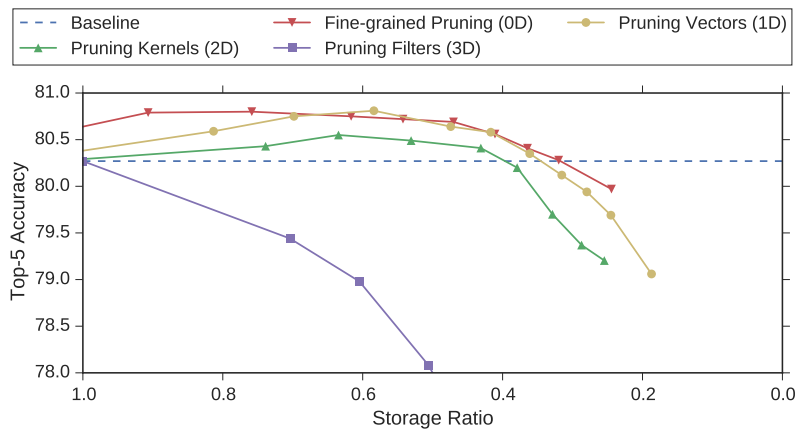 Baseline
Fine-grained Pruning (0D)
Pruning Vectors (1D)
Pruning Kernels (2D)
Pruning Filters (3D)
81.0
80.5
80.0
79.5
79.0
78.5
78.0
Top-5 Accuracy
1.0
0.8
0.6
0.4
0.2
0.0
Storage Ratio